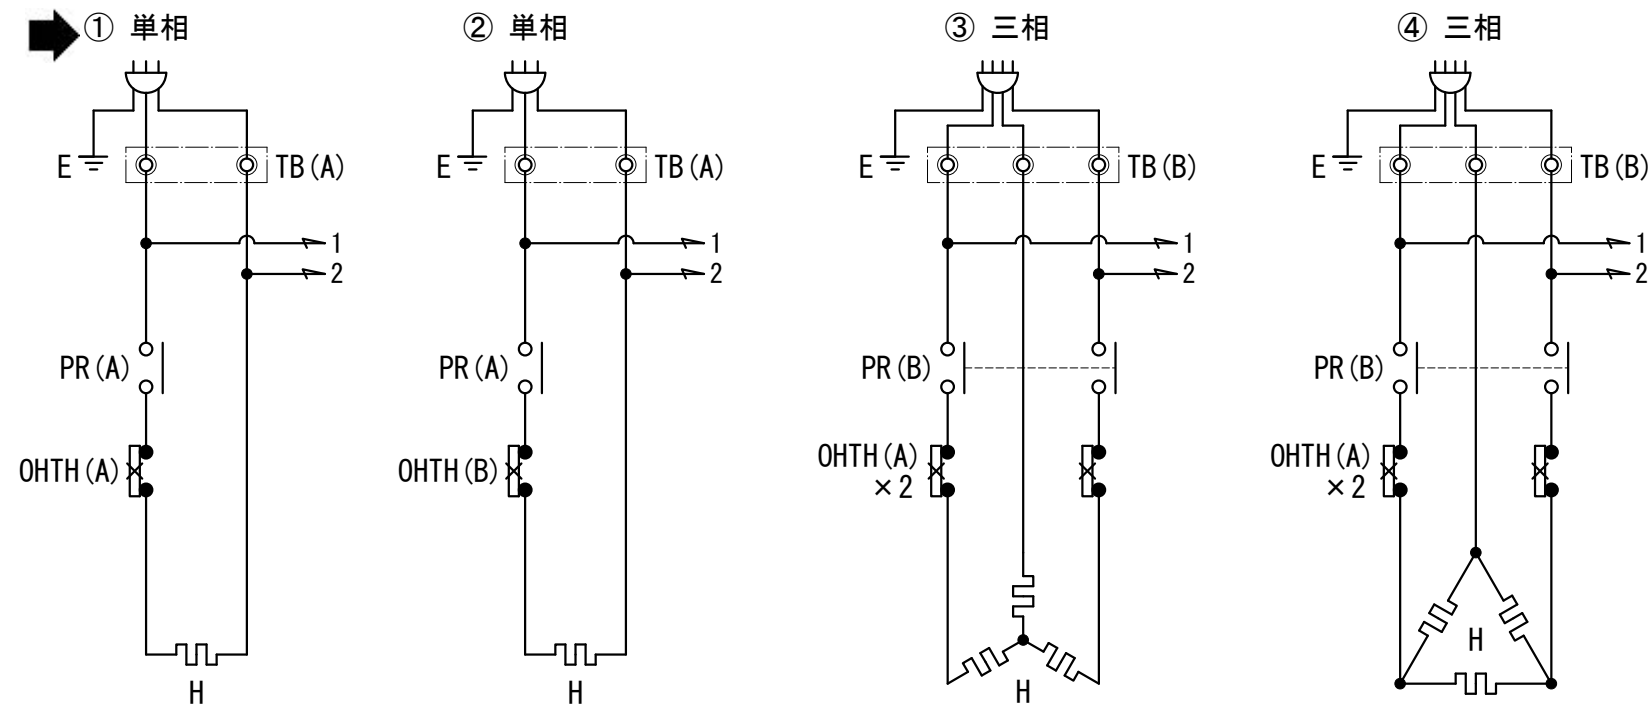 ① 単相
E
TB(A)
1
2
PR(A)
OHTH(A)
H
② 単相
E
TB(A)
1
2
PR(A)
OHTH(B)
H
③ 三相
E
TB(B)
1
2
PR(B)
OHTH(A)
×2
H
④ 三相
E
TB(B)
1
2
PR(B)
OHTH(A)
×2
H